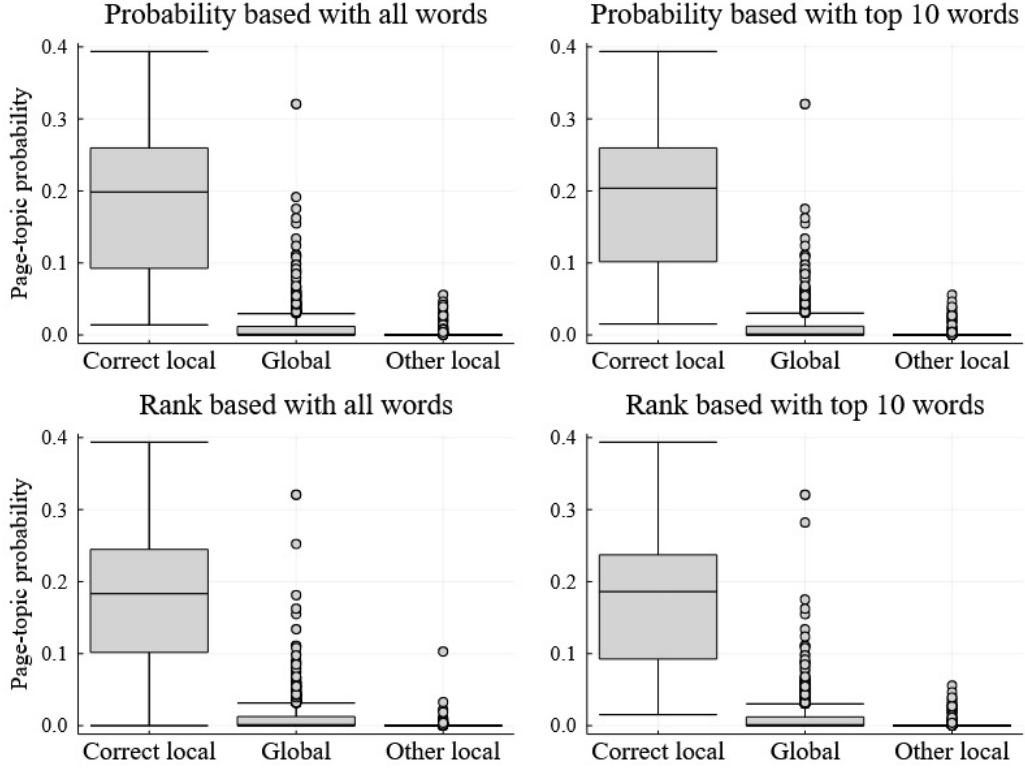 Probability based with all words
Probability based with top 10 words
Page-topic probability
0.4
0.3
0.2
0.1
0.0
Correct local Global Other local
0.4
0.3
0.2
0.1
0.0
Correct local Global Other local
Rank based with all words
Rank based with top 10 words
Page-topic probability
0.4
0.3
0.2
0.1
0.0
Correct local Global Other local
0.4
0.3
0.2
0.1
0.0
Correct local Global Other local